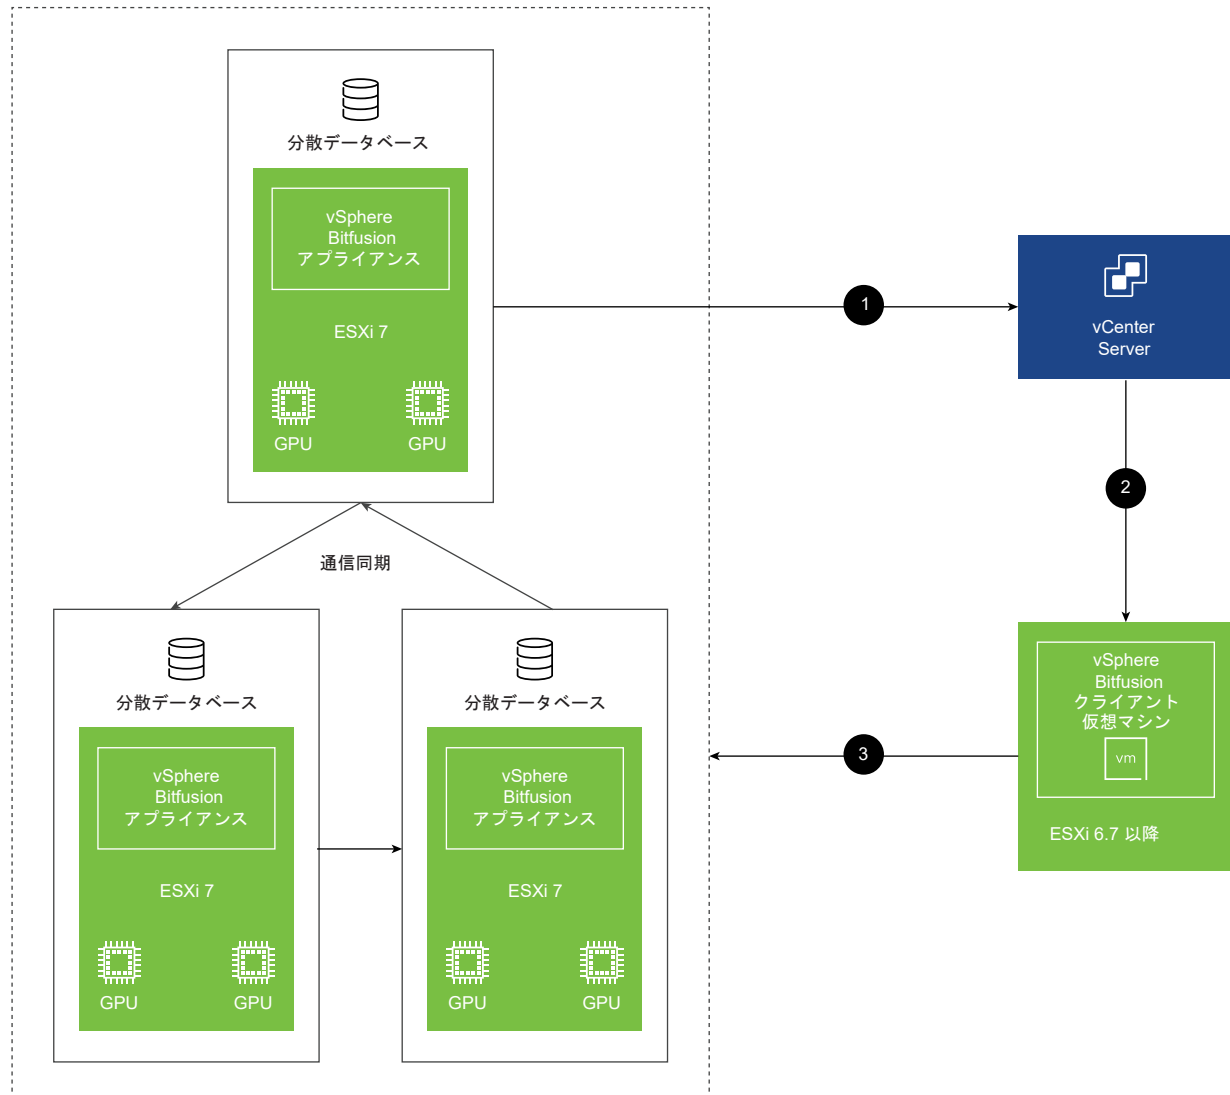 分散データベース
vSphere
Bitfusion
アプライアンス
ESXi 7
GPU
GPU
1
vCenter
Server
2
通信同期
分散データベース
vSphere
Bitfusion
アプライアンス
ESXi 7
GPU
GPU
分散データベース
vSphere
Bitfusion
アプライアンス
ESXi 7
GPU
GPU
3
vSphere
Bitfusion
クライアント
仮想マシン
vm
ESXi 6.7 以降